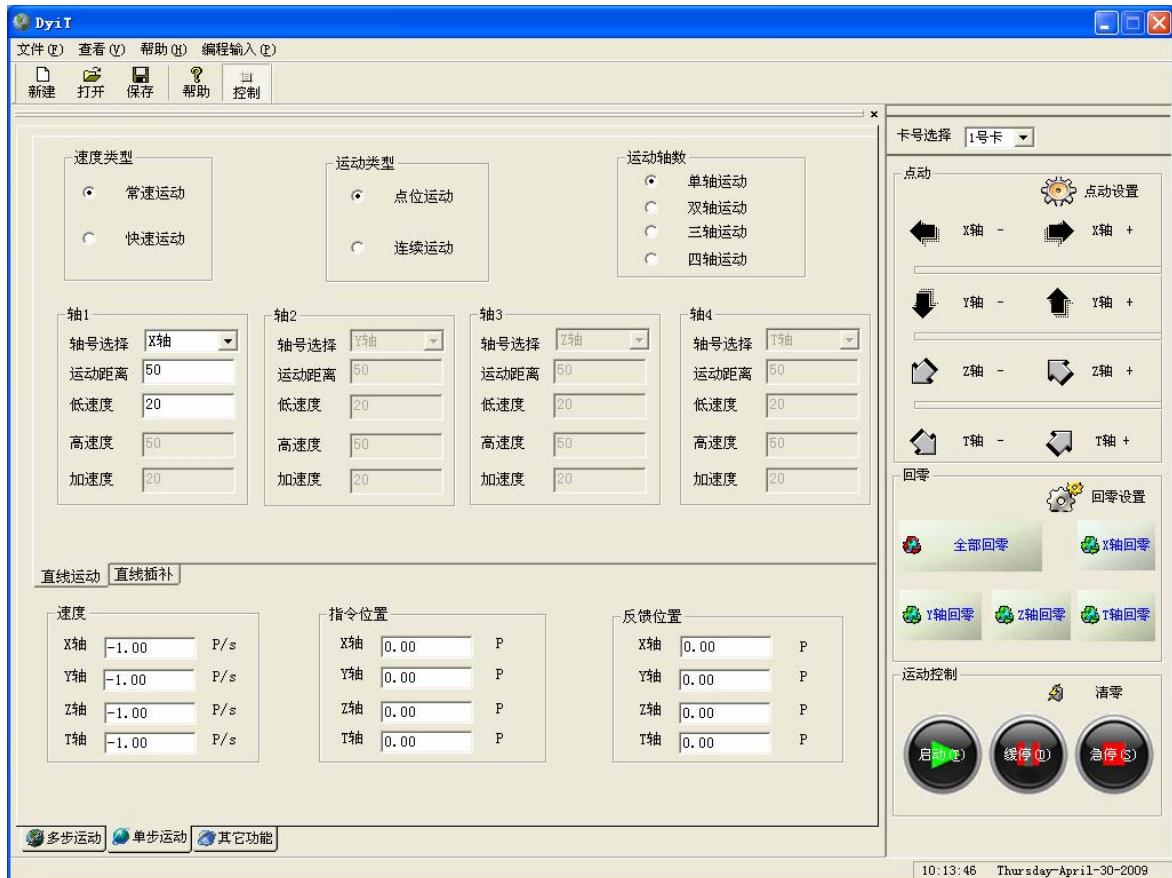 DyiT
文件(F) 查看(V) 帮助(H) 编程输入(P)
新建 打开 保存 帮助 控制
卡号选择 1号卡
速度类型
常速运动
快速运动
运动类型
点位运动
连续运动
运动轴数
单轴运动
双轴运动
三轴运动
四轴运动
轴1
轴号选择 X轴
运动距离 50
低速度 20
高速度 50
加速度 20
轴2
轴号选择 Y轴
运动距离 50
低速度 20
高速度 50
加速度 20
轴3
轴号选择 Z轴
运动距离 50
低速度 20
高速度 50
加速度 20
轴4
轴号选择 T轴
运动距离 50
低速度 20
高速度 50
加速度 20
直线运动 直线插补
速度
X轴 -1.00 P/s
Y轴 -1.00 P/s
Z轴 -1.00 P/s
T轴 -1.00 P/s
指令位置
X轴 0.00 P
Y轴 0.00 P
Z轴 0.00 P
T轴 0.00 P
反馈位置
X轴 0.00 P
Y轴 0.00 P
Z轴 0.00 P
T轴 0.00 P
多步运动 单步运动 其它功能
点动
点动设置
X轴 - X轴 +
Y轴 - Y轴 +
Z轴 - Z轴 +
T轴 - T轴 +
回零
回零设置
全部回零 X轴回零
Y轴回零 Z轴回零 T轴回零
运动控制
清零
启动(T) 缓停(D) 急停(S)
10:13:46 Thursday-April-30-2009